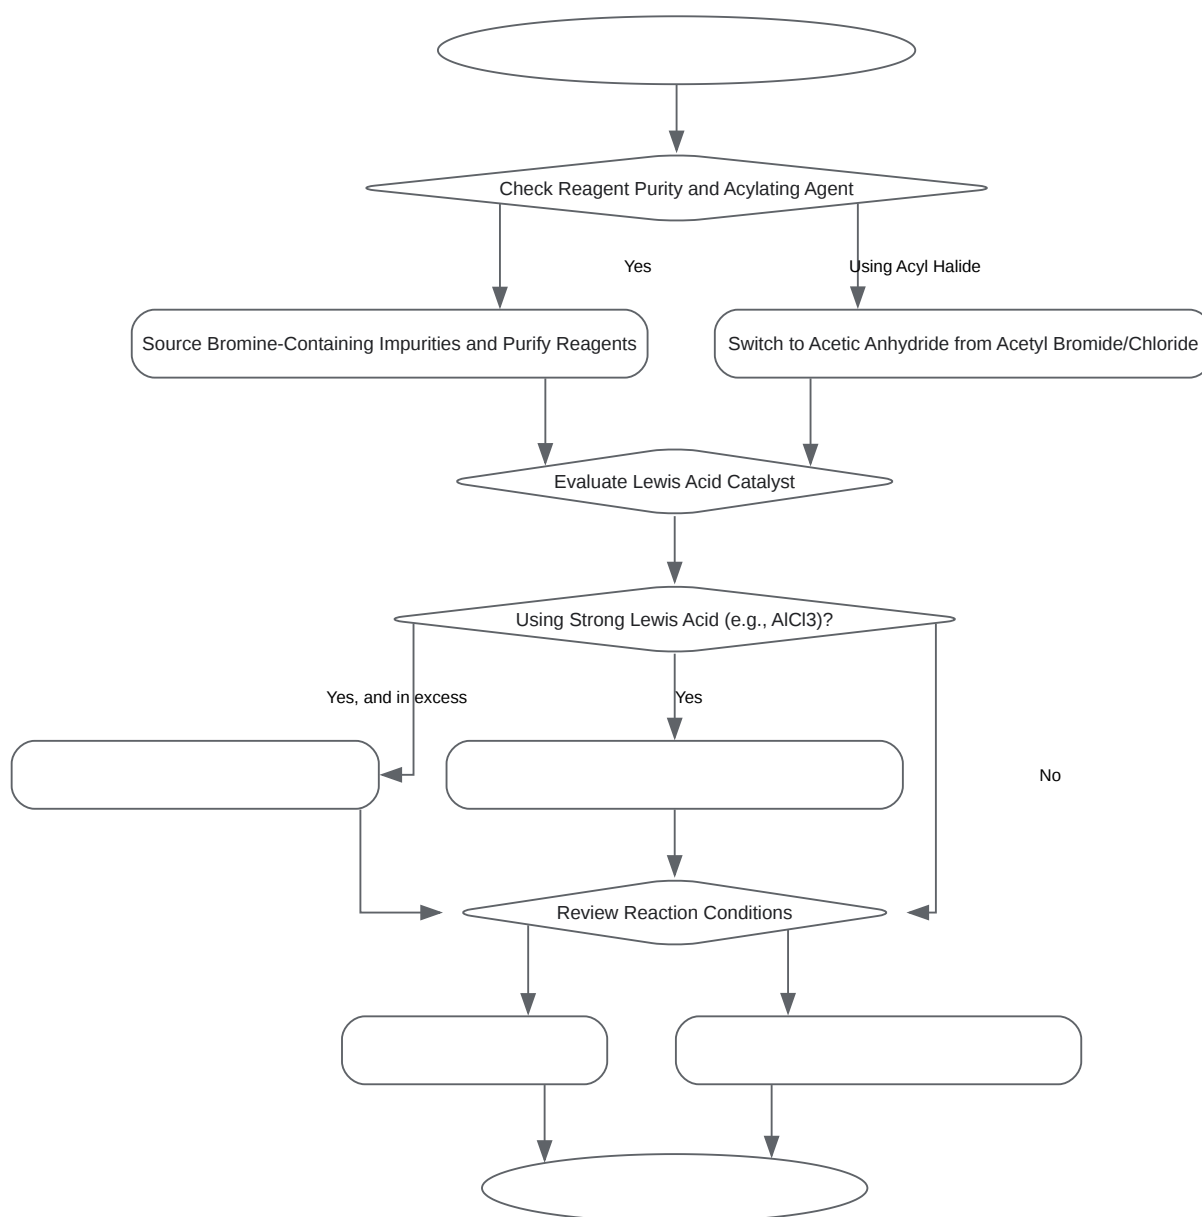 Check Reagent Purity and Acylating Agent
Yes
Using Acyl Halide
Source Bromine-Containing Impurities and Purify Reagents
Switch to Acetic Anhydride from Acetyl Bromide/Chloride
Evaluate Lewis Acid Catalyst
Using Strong Lewis Acid (e.g., AlCl3)?
Yes, and in excess
Yes
No
Review Reaction Conditions